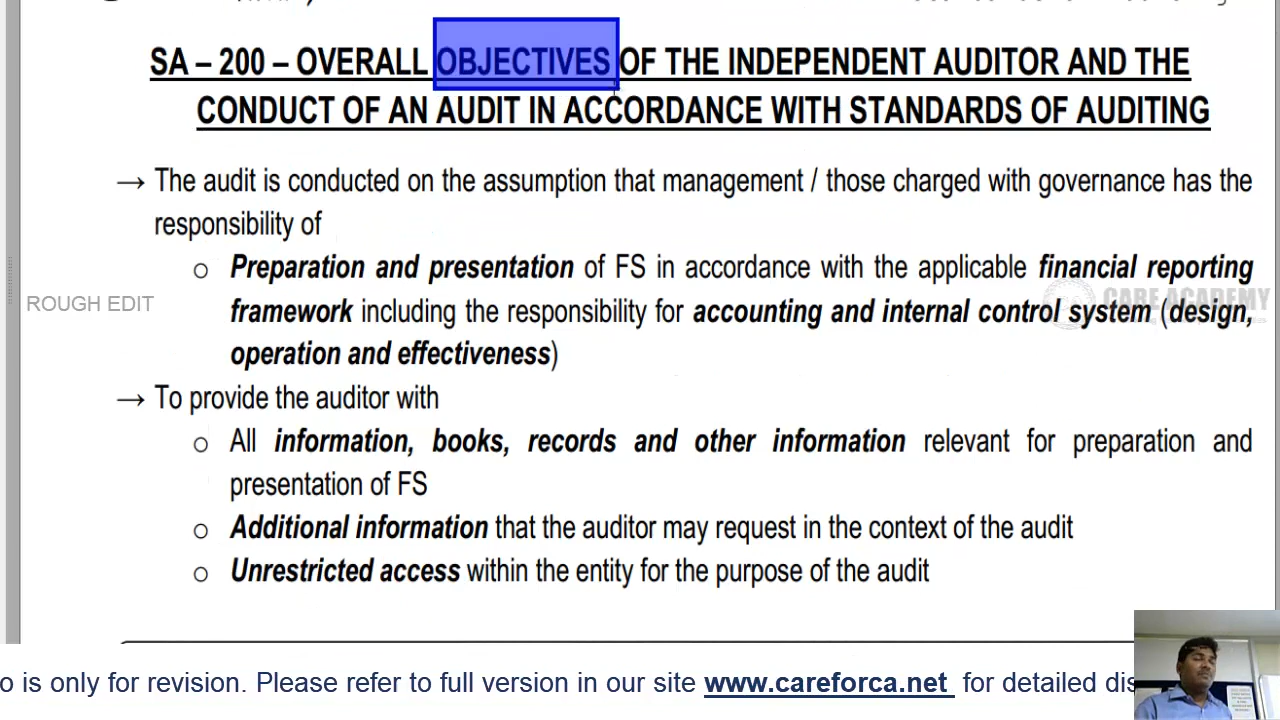 SA – 200 – OVERALL OBJECTIVES OF THE INDEPENDENT AUDITOR AND THE
CONDUCT OF AN AUDIT IN ACCORDANCE WITH STANDARDS OF AUDITING
→ The audit is conducted on the assumption that management / those charged with governance has the
responsibility of
o Preparation and presentation of FS in accordance with the applicable financial reporting
ROUGH EDIT
CARE ACADEMY
framework including the responsibility for accounting and internal control system (design,
operation and effectiveness)
→ To provide the auditor with
o All information, books, records and other information relevant for preparation and
presentation of FS
o Additional information that the auditor may request in the context of the audit
o Unrestricted access within the entity for the purpose of the audit
o is only for revision. Please refer to full version in our site www.careforca.net for detailed dis